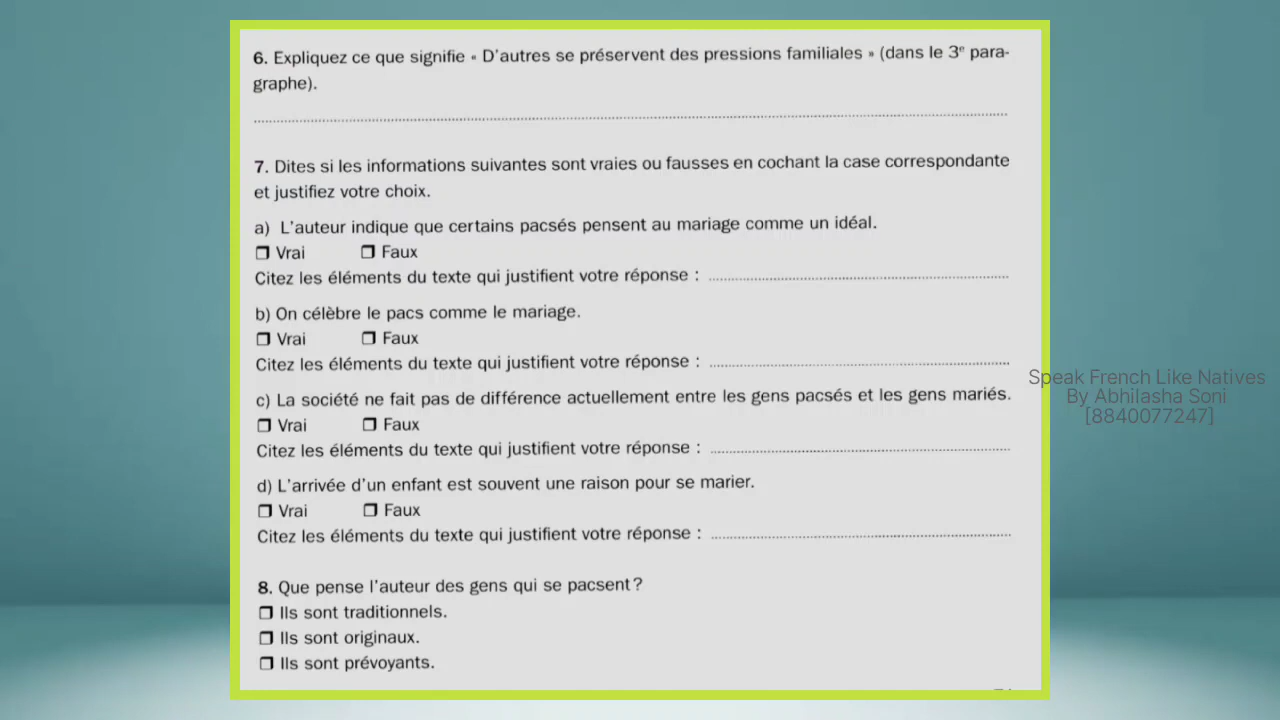 6. Expliquez ce que signifie « D'autres se préservent des pressions familiales » (dans le 3e para-
graphe).
7. Dites si les informations suivantes sont vraies ou fausses en cochant la case correspondante
et justifiez votre choix.
a) L'auteur indique que certains pacsés pensent au mariage comme un idéal.
❒ Vrai ❒ Faux
Citez les éléments du texte qui justifient votre réponse : ........................................
b) On célèbre le pacs comme le mariage.
❒ Vrai ❒ Faux
Citez les éléments du texte qui justifient votre réponse : ........................................
c) La société ne fait pas de différence actuellement entre les gens pacsés et les gens mariés.
❒ Vrai ❒ Faux
Citez les éléments du texte qui justifient votre réponse : ........................................
d) L'arrivée d'un enfant est souvent une raison pour se marier.
❒ Vrai ❒ Faux
Citez les éléments du texte qui justifient votre réponse : ........................................
8. Que pense l'auteur des gens qui se pacsent ?
❒ Ils sont traditionnels.
❒ Ils sont originaux.
❒ Ils sont prévoyants.
Speak French Like Natives
By Abhilasha Soni
[8840077247]